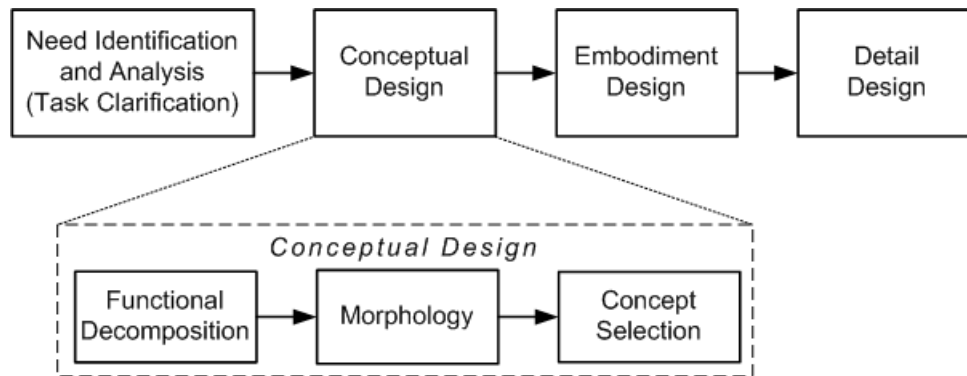 Need Identification
and Analysis
(Task Clarification)
Conceptual
Design
Embodiment
Design
Detail
Design
Conceptual Design
Functional
Decomposition
Morphology
Concept
Selection